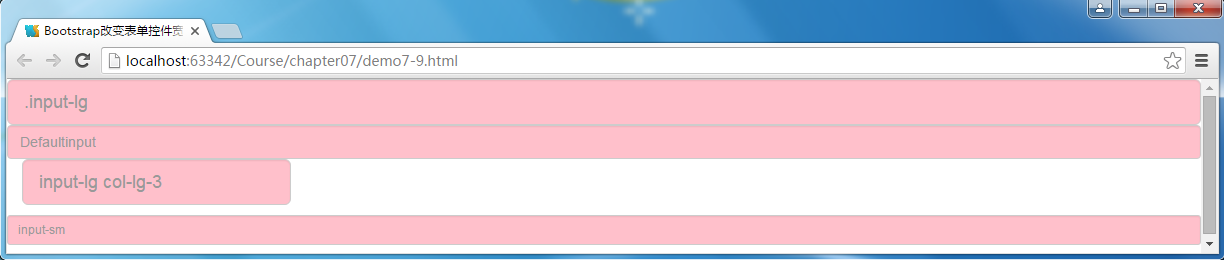 Bootstrap改变表单控件宽
localhost:63342/Course/chapter07/demo7-9.html
.input-lg
Defaultinput
input-lg col-lg-3
input-sm